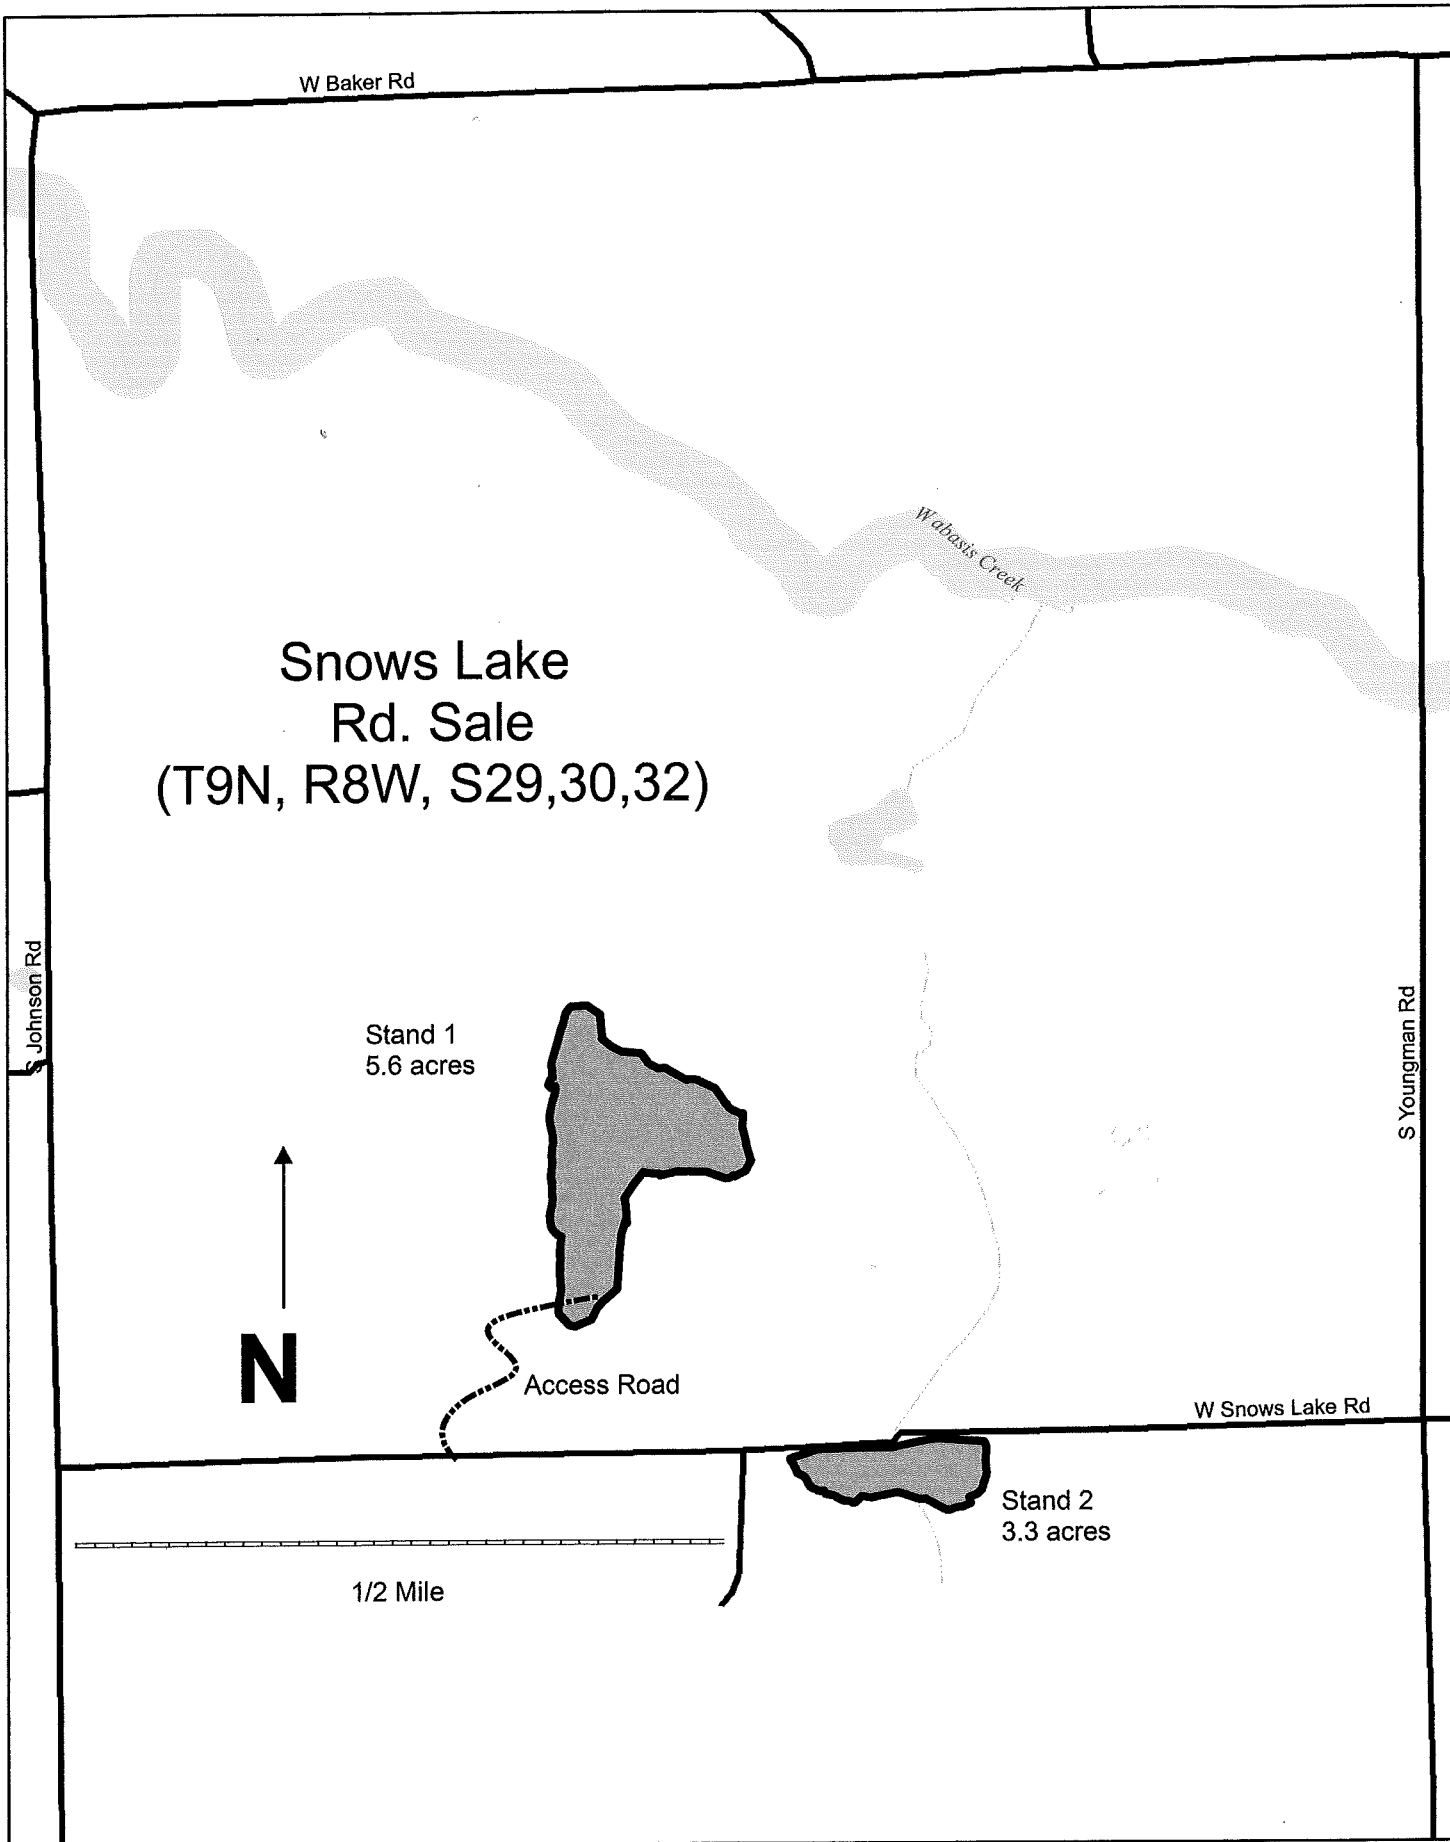 W Baker Rd
Wabasis Creek
Snows Lake
Rd. Sale
(T9N, R8W, S29,30,32)
S Johnson Rd
S Youngman Rd
Stand 1
5.6 acres
N
Access Road
W Snows Lake Rd
Stand 2
3.3 acres
1/2 Mile